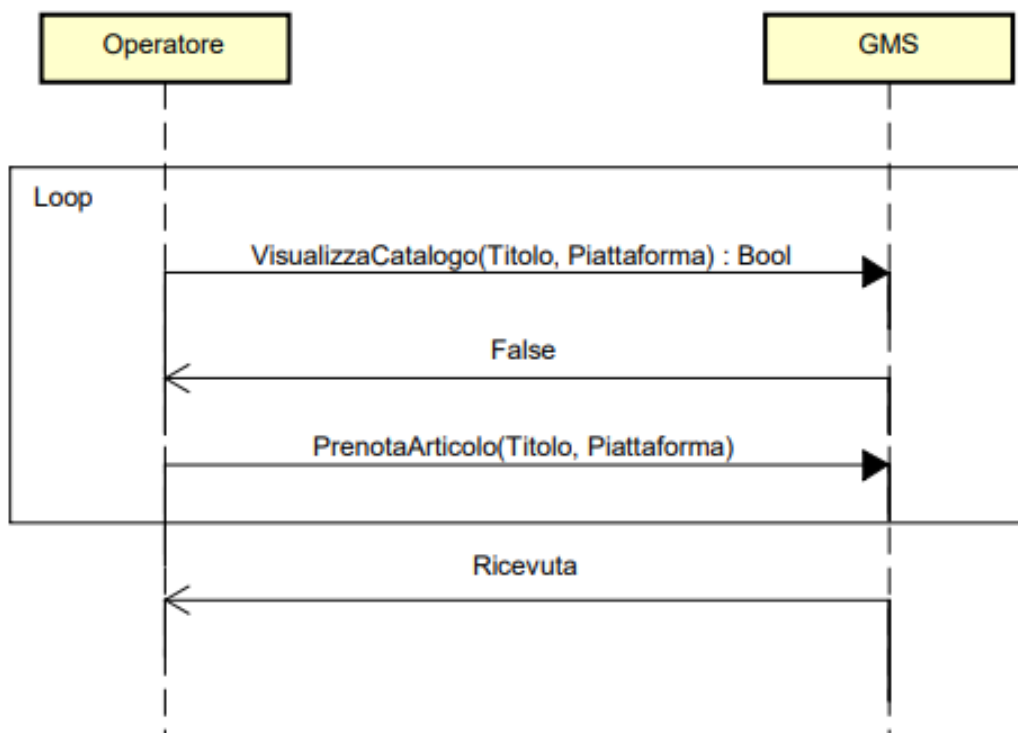 Operatore
GMS
Loop
VisualizzaCatalogo(Titolo, Piattaforma) : Bool
False
PrenotaArticolo(Titolo, Piattaforma)
Ricevuta